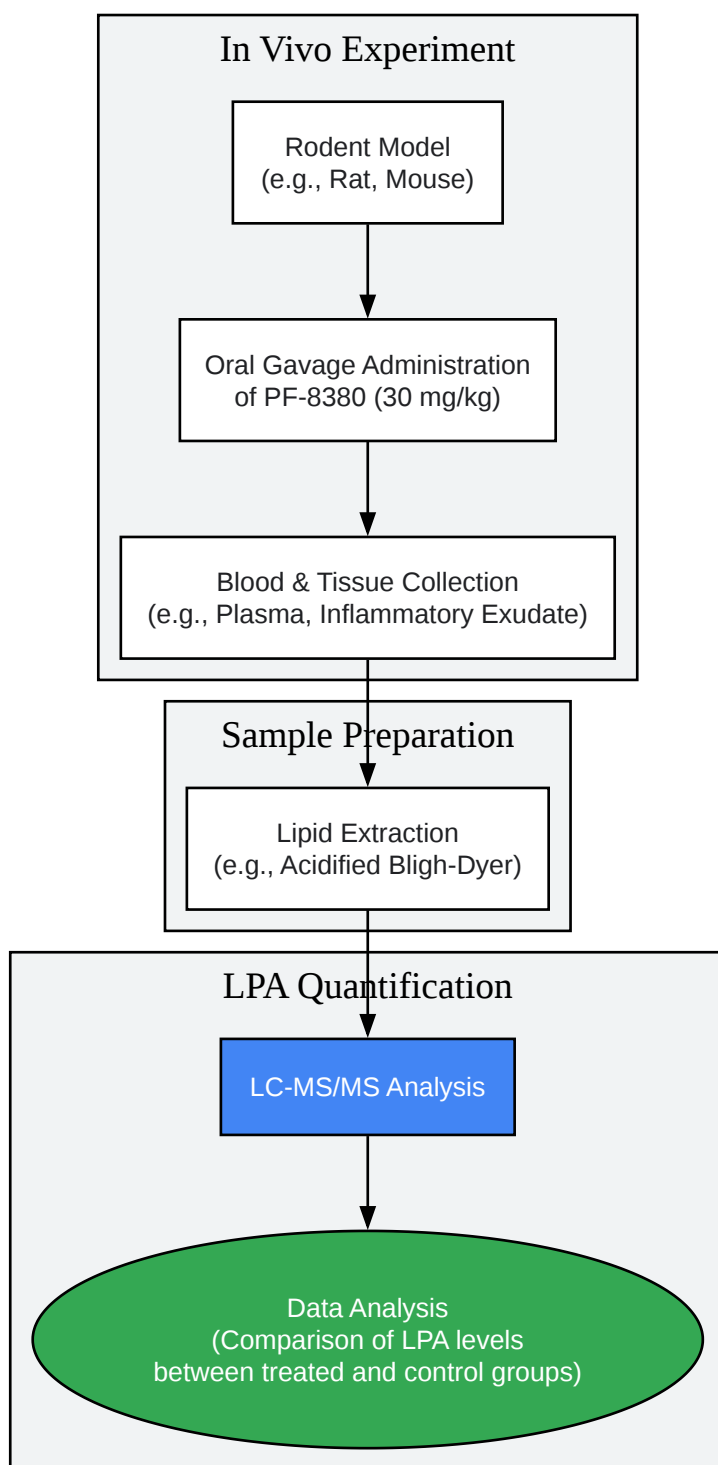 In Vivo Experiment
Rodent Model
(e.g., Rat, Mouse)
Oral Gavage Administration
of PF-8380 (30 mg/kg)
Blood & Tissue Collection
(e.g., Plasma, Inflammatory Exudate)
Sample Preparation
Lipid Extraction
(e.g., Acidified Bligh-Dyer)
LPA Quantification
LC-MS/MS Analysis
Data Analysis
(Comparison of LPA levels
between treated and control groups)